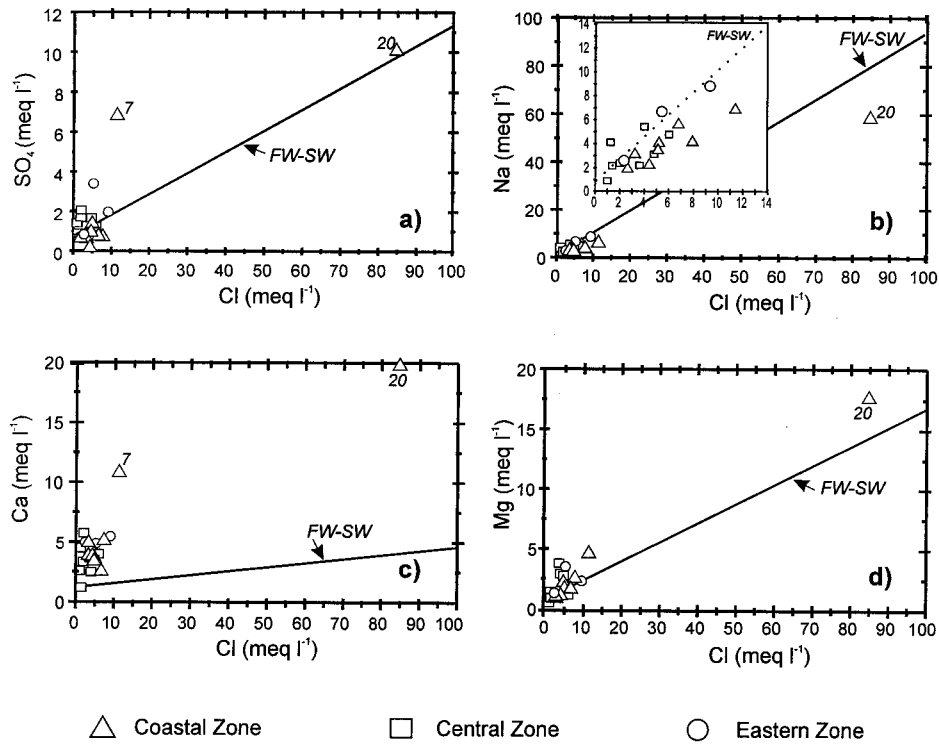 12
10
8
6
4
2
0
SO₄ (meq l⁻¹)
20
7
FW-SW
a)
0 10 20 30 40 50 60 70 80 90 100
Cl (meq l⁻¹)
100
80
60
40
20
0
Na (meq l⁻¹)
14
12
10
8
6
4
2
0
0 2 4 6 8 10 12 14
FW-SW
FW-SW
20
b)
0 10 20 30 40 50 60 70 80 90 100
Cl (meq l⁻¹)
20
15
10
5
0
Ca (meq l⁻¹)
20
7
FW-SW
c)
0 10 20 30 40 50 60 70 80 90 100
Cl (meq l⁻¹)
20
15
10
5
0
Mg (meq l⁻¹)
20
FW-SW
d)
0 10 20 30 40 50 60 70 80 90 100
Cl (meq l⁻¹)
Coastal Zone
Central Zone
Eastern Zone